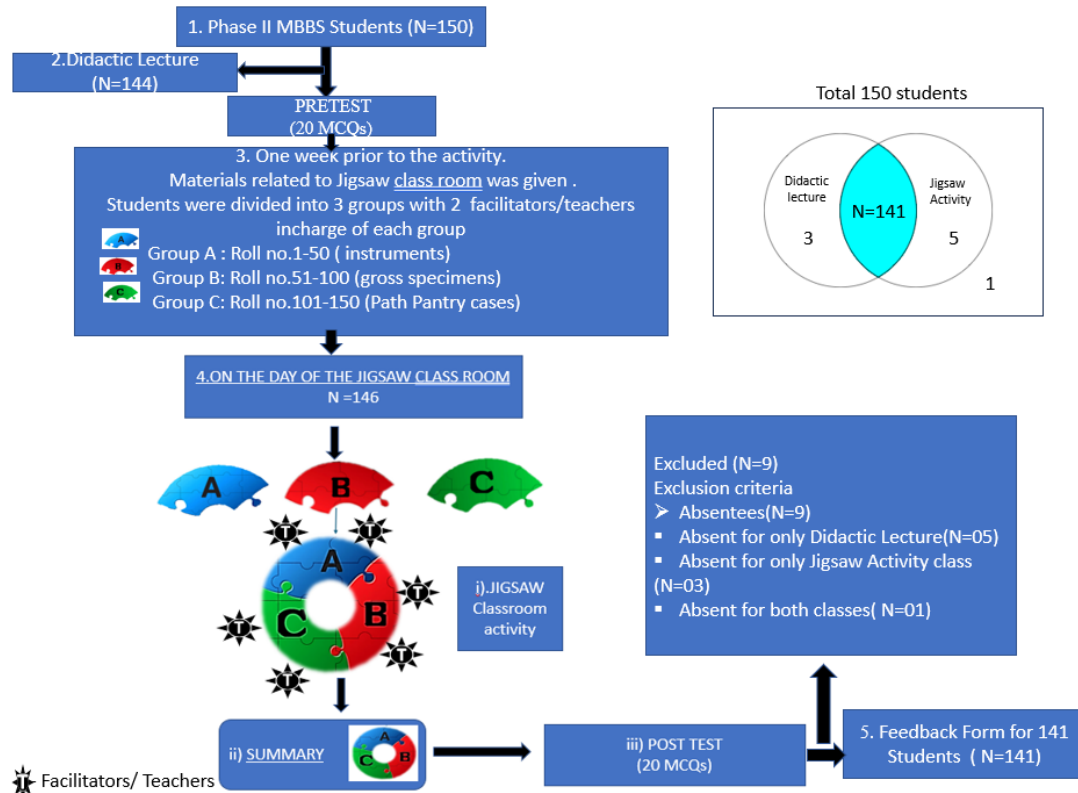 1. Phase II MBBS Students (N=150)
2.Didactic Lecture
(N=144)
PRETEST
(20 MCQs)
3. One week prior to the activity.
Materials related to Jigsaw class room was given .
Students were divided into 3 groups with 2 facilitators/teachers
incharge of each group
A
Group A : Roll no.1-50 ( instruments)
B
Group B: Roll no.51-100 (gross specimens)
C
Group C: Roll no.101-150 (Path Pantry cases)
Total 150 students
Didactic
lecture
3
N=141
Jigsaw
Activity
5
1
4.ON THE DAY OF THE JIGSAW CLASS ROOM
N =146
A
B
C
T
T
A
T
B
C
T
T
T
i).JIGSAW
Classroom
activity
Excluded (N=9)
Exclusion criteria
➢ Absentees(N=9)
▪ Absent for only Didactic Lecture(N=05)
▪ Absent for only Jigsaw Activity class
(N=03)
▪ Absent for both classes( N=01)
ii) SUMMARY
A
B
C
iii) POST TEST
(20 MCQs)
5. Feedback Form for 141
Students ( N=141)
T Facilitators/ Teachers